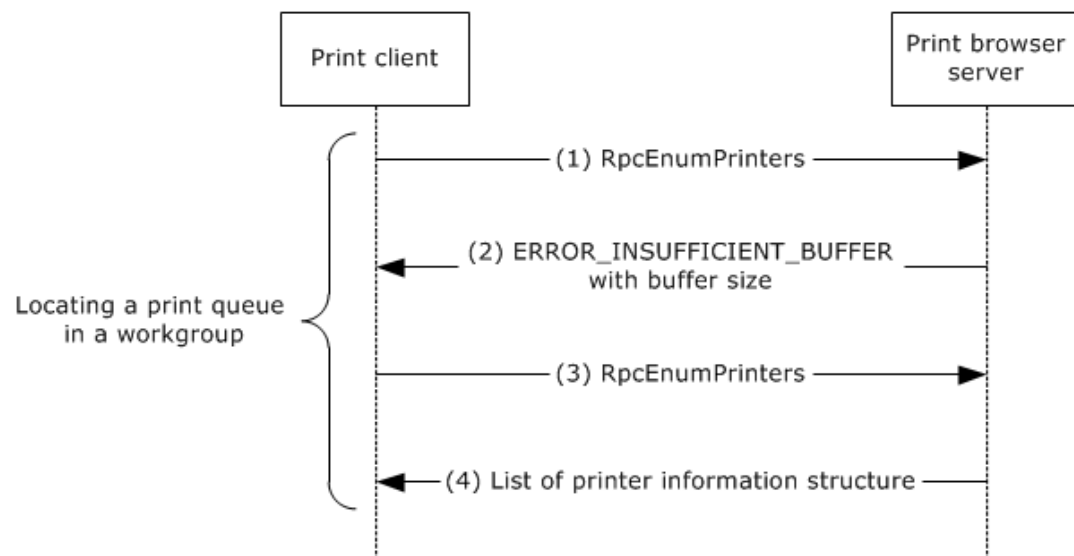 Print client
Print browser
server
(1) RpcEnumPrinters
(2) ERROR_INSUFFICIENT_BUFFER
with buffer size
Locating a print queue
in a workgroup
(3) RpcEnumPrinters
(4) List of printer information structure